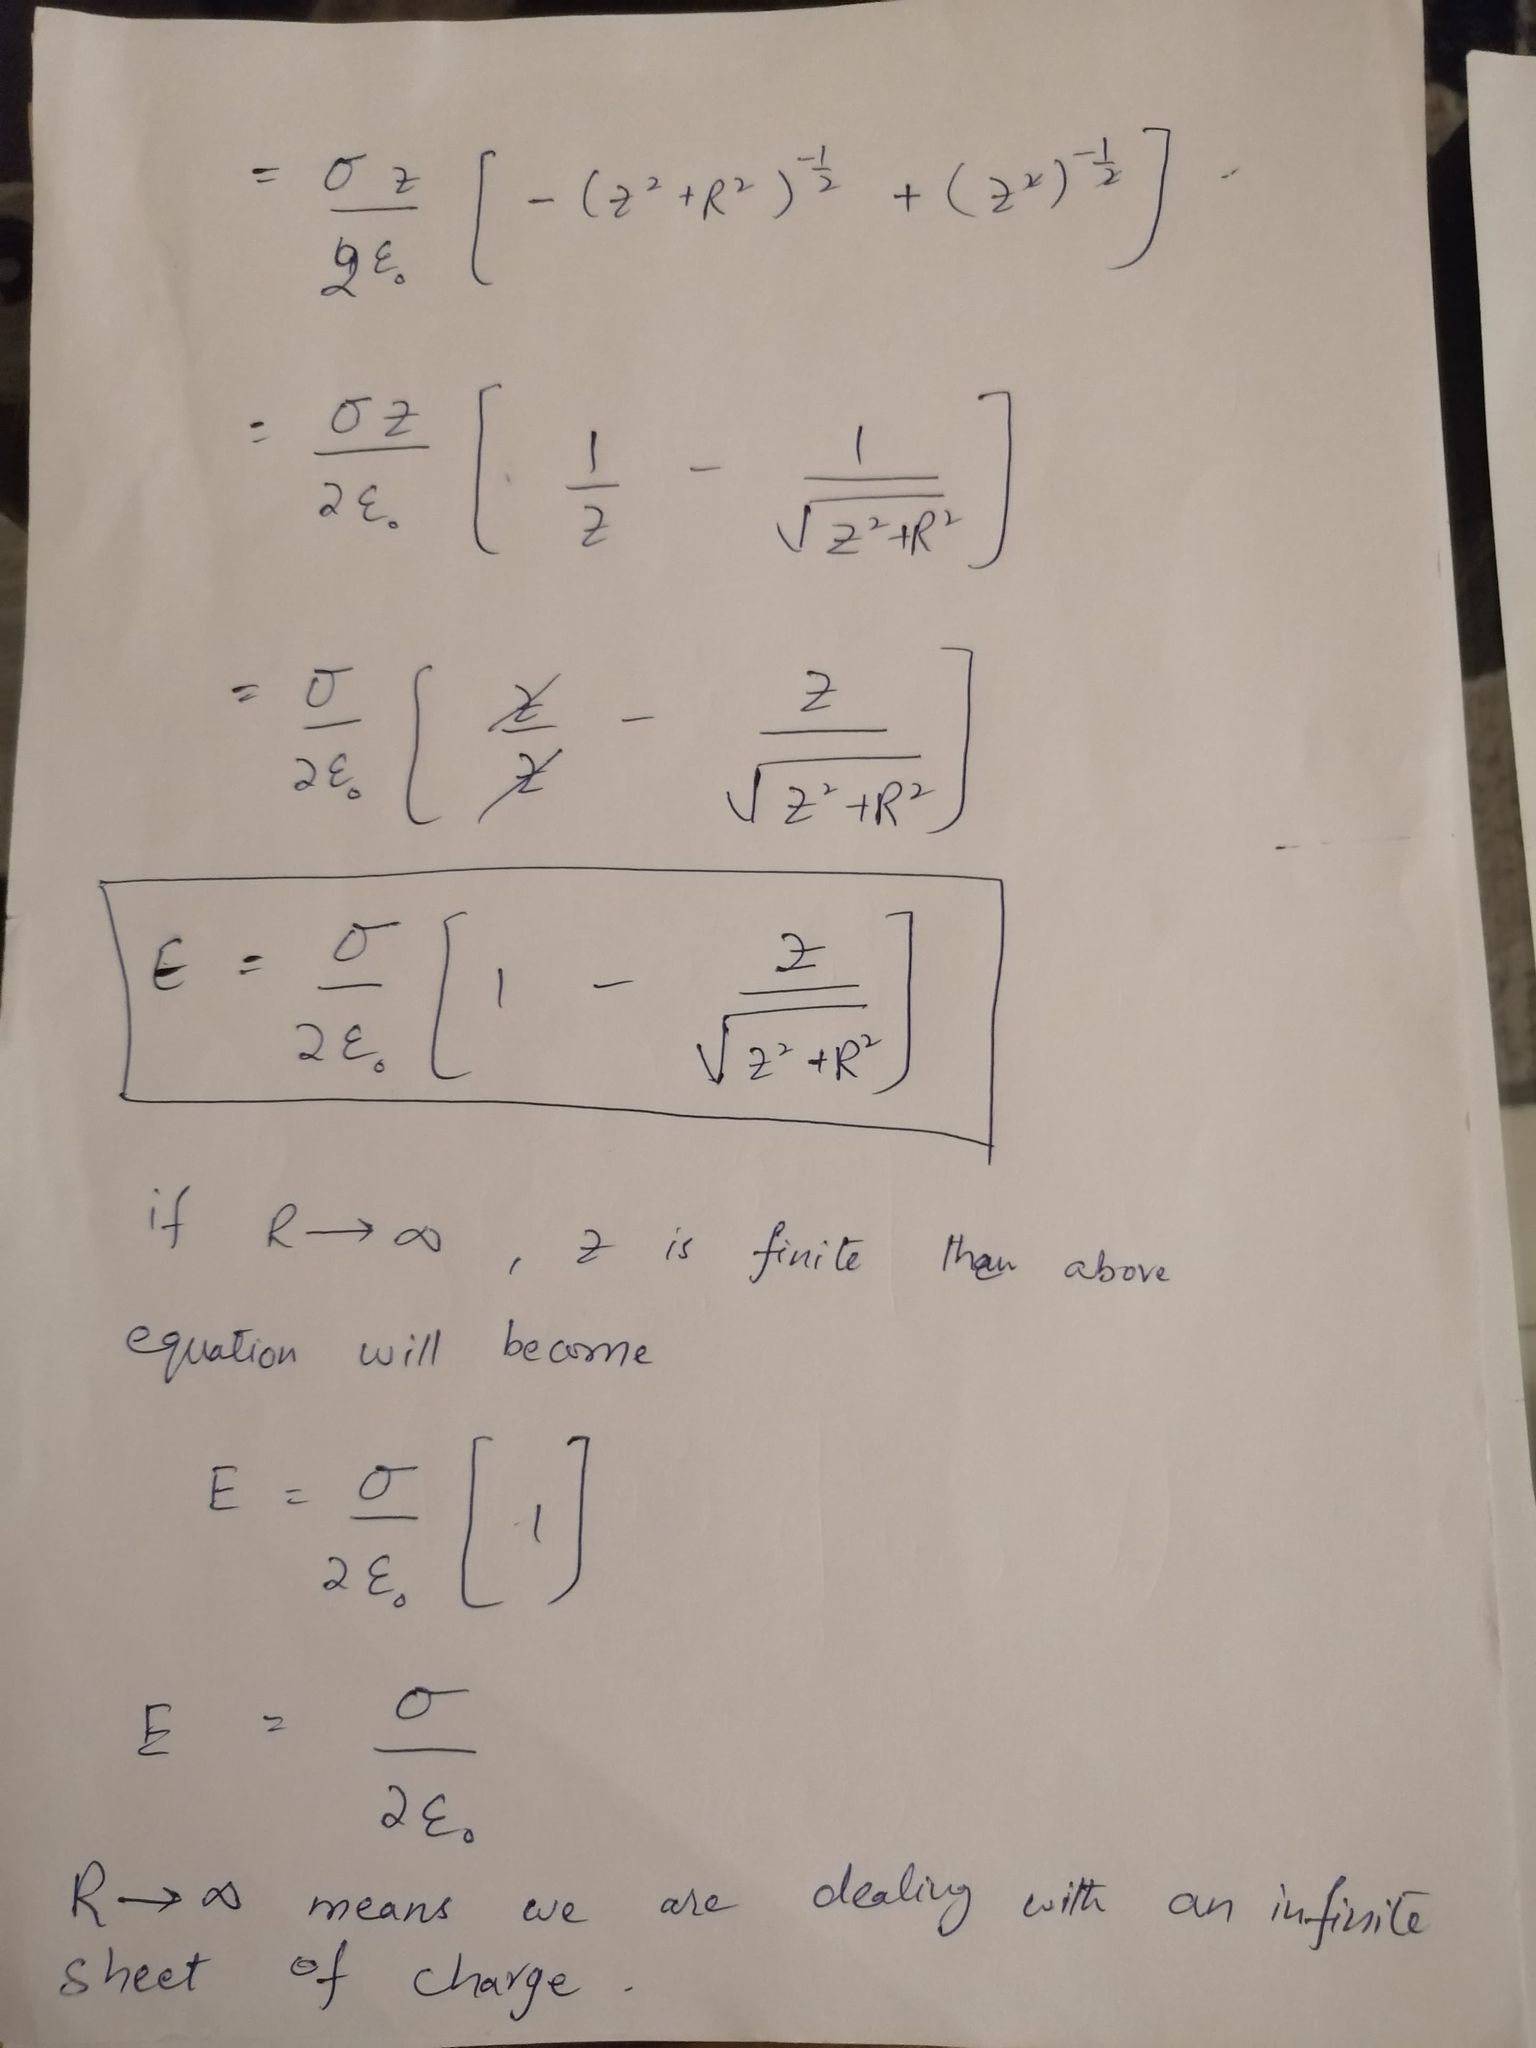 = σz/2ε₀ [ - (z² + R²)^(-1/2) + (z²)^(-1/2) ]
= σz/2ε₀ [ 1/z - 1/√(z²+R²) ]
= σ/2ε₀ [ z/z - z/√(z²+R²) ]
E = σ/2ε₀ [ 1 - z/√(z²+R²) ]
if R → ∞ , z is finite then above
equation will become
E = σ/2ε₀ [ 1 ]
E = σ/2ε₀
R → ∞ means we are dealing with an infinite
sheet of charge .